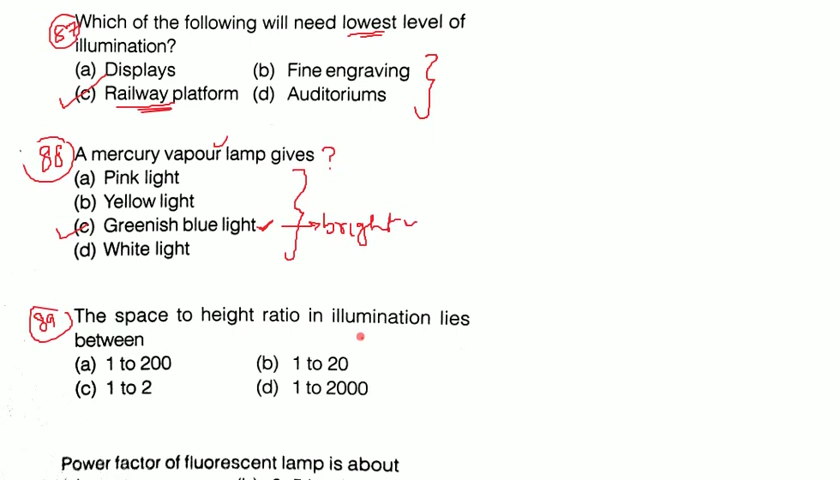 87 Which of the following will need lowest level of
illumination?
(a) Displays (b) Fine engraving
(c) Railway platform (d) Auditoriums
88 A mercury vapour lamp gives ?
(a) Pink light
(b) Yellow light
(c) Greenish blue light → bright
(d) White light
89 The space to height ratio in illumination lies
between
(a) 1 to 200 (b) 1 to 20
(c) 1 to 2 (d) 1 to 2000
Power factor of fluorescent lamp is about